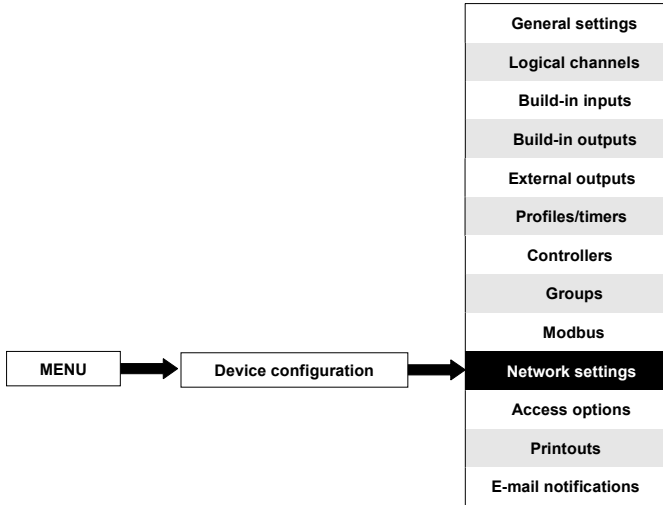 General settings
Logical channels
Build-in inputs
Build-in outputs
External outputs
Profiles/timers
Controllers
Groups
Modbus
MENU
Device configuration
Network settings
Access options
Printouts
E-mail notifications